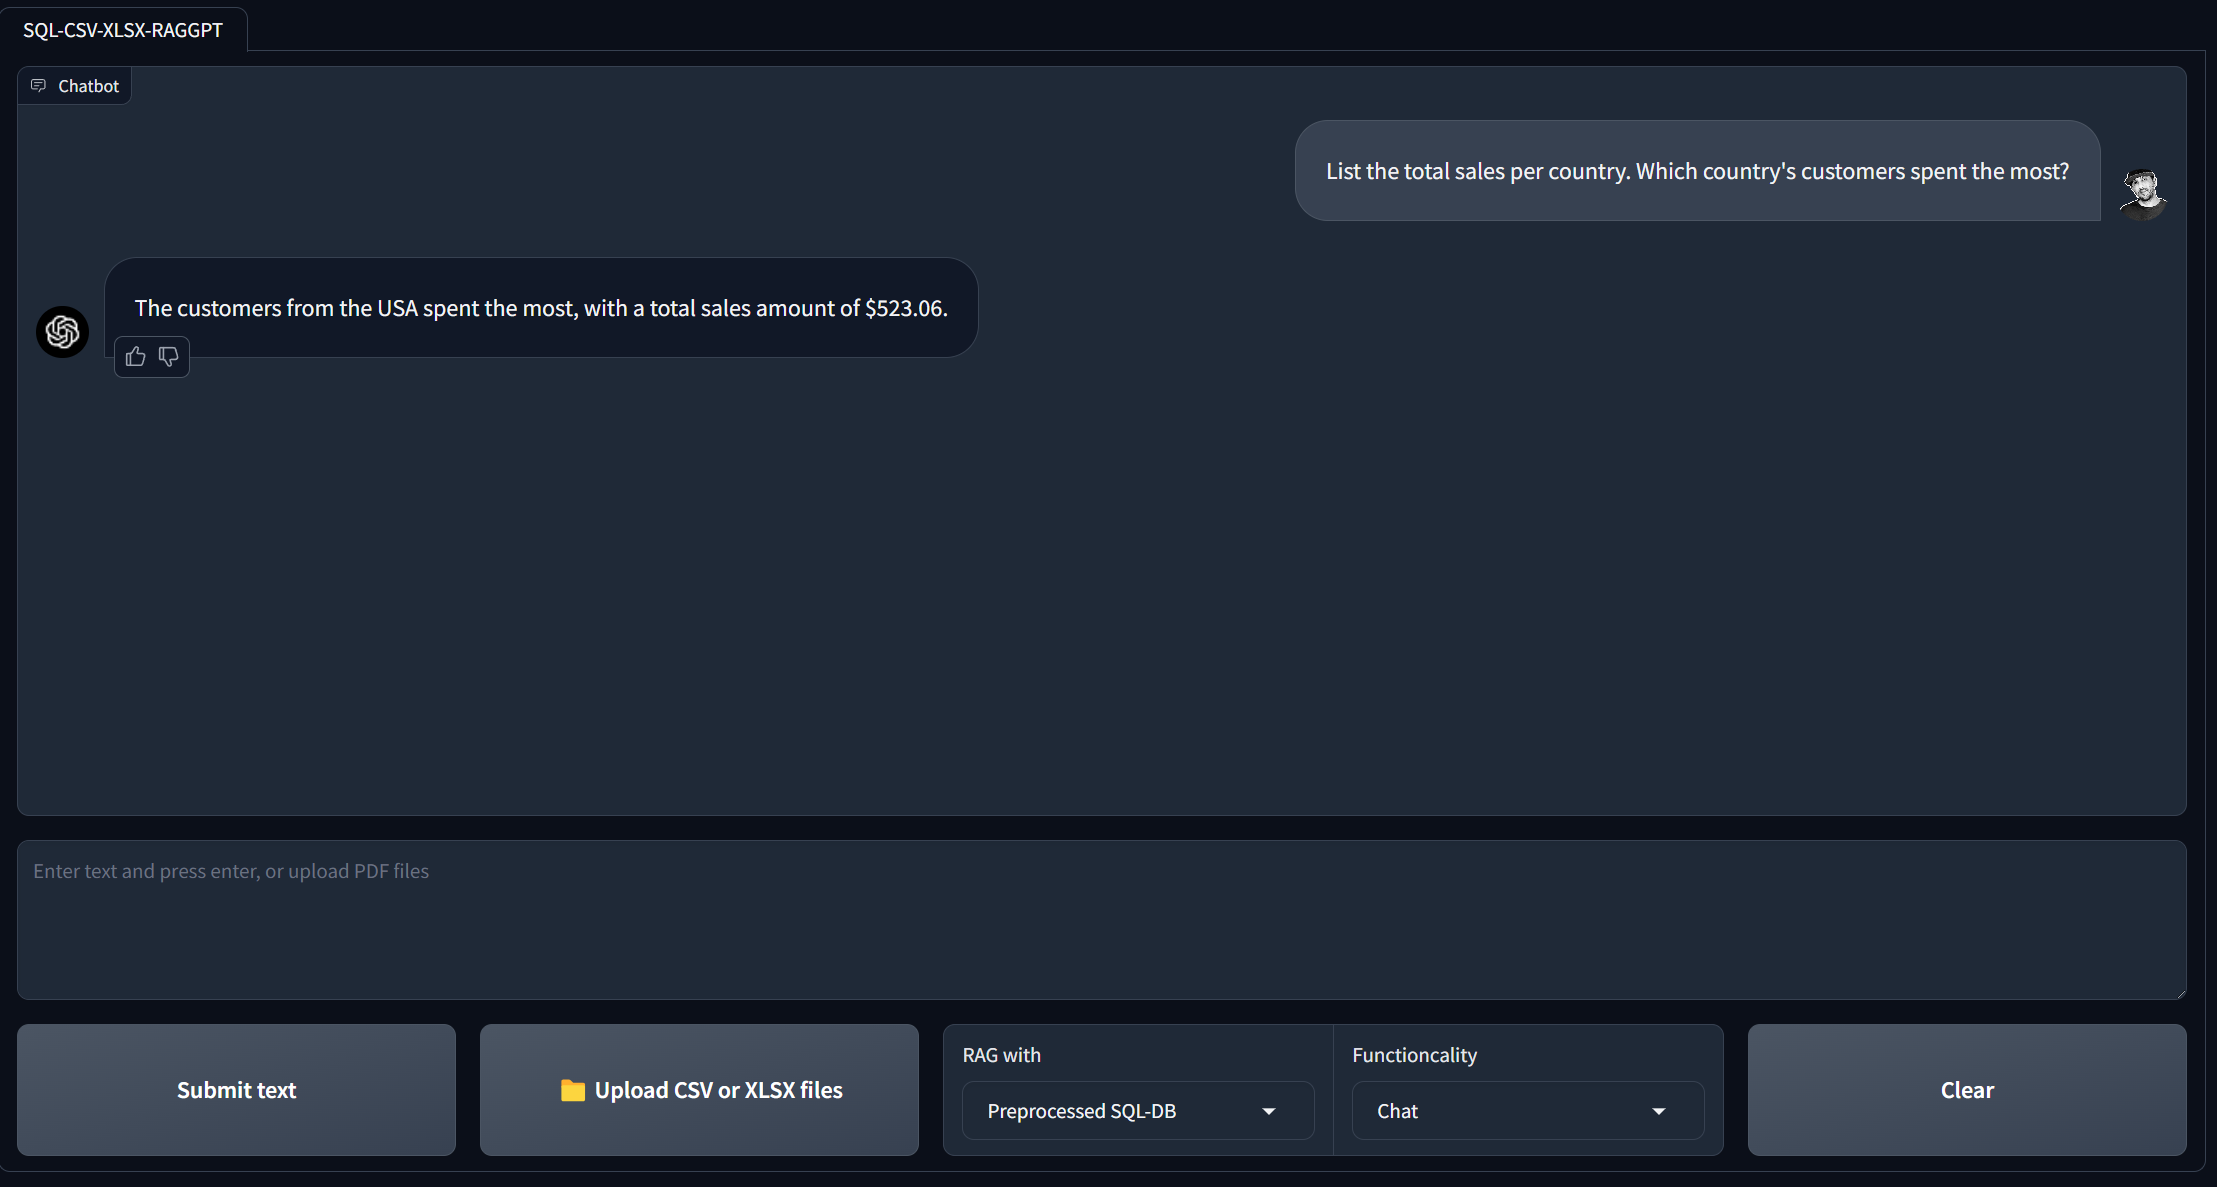 SQL-CSV-XLSX-RAGGPT
Chatbot
List the total sales per country. Which country's customers spent the most?
The customers from the USA spent the most, with a total sales amount of $523.06.
Enter text and press enter, or upload PDF files
Submit text
Upload CSV or XLSX files
RAG with
Preprocessed SQL-DB
Functioncality
Chat
Clear